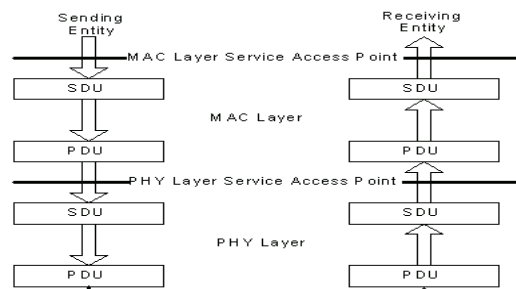 Sending Entity
Receiving Entity
MAC Layer Service Access Point
SDU
SDU
MAC Layer
PDU
PDU
PHY Layer Service Access Point
SDU
SDU
PHY Layer
PDU
PDU